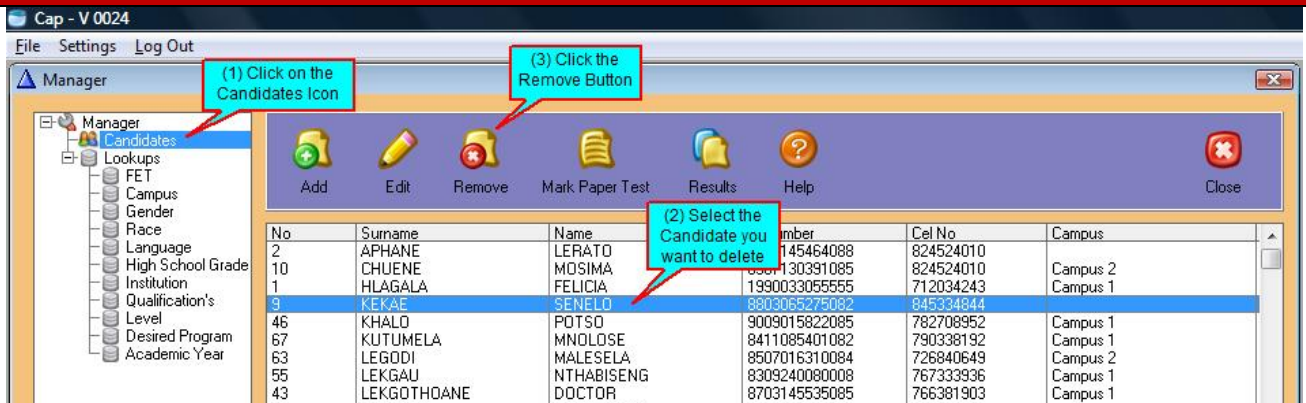 Cap - V 0024
File Settings Log Out
Manager
(1) Click on the
Candidates Icon
(3) Click the
Remove Button
Manager
Candidates
Lookups
FET
Campus
Gender
Race
Language
High School Grade
Institution
Qualification's
Level
Desired Program
Academic Year
Add Edit Remove Mark Paper Test Results Help Close
(2) Select the
Candidate you
want to delete
No Surname Name Cel No Campus
2 APHANE LERATO 824524010
10 CHUENE MOSIMA 824524010 Campus 2
1 HLAGALA FELICIA 1990033055555 712034243 Campus 1
9 KEKAE SENELO 8803065275082 845334844
46 KHALO POTSO 9009015822085 782708952 Campus 1
67 KUTUMELA MNOLOSE 8411085401082 790338192 Campus 1
63 LEGODI MALESELA 8507016310084 726840649 Campus 2
55 LEKGAU NTHABISENG 8309240080008 767333936 Campus 1
43 LEKGOTHOANE DOCTOR 8703145535085 766381903 Campus 1